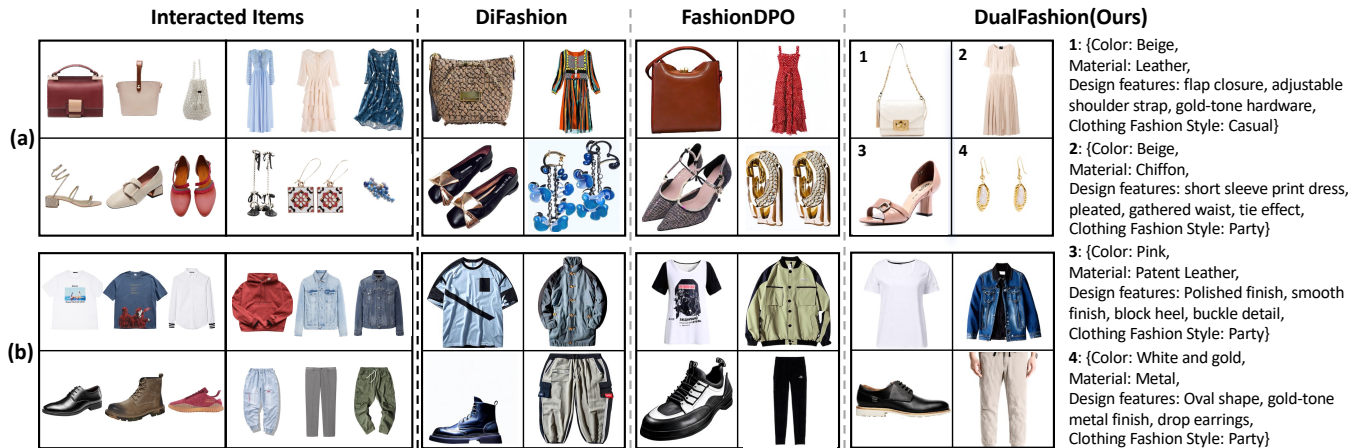 Interacted Items
DiFashion
FashionDPO
DualFashion(Ours)
(a)
(b)
1
2
3
4
1: {Color: Beige,
Material: Leather,
Design features: flap closure, adjustable
shoulder strap, gold-tone hardware,
Clothing Fashion Style: Casual}
2: {Color: Beige,
Material: Chiffon,
Design features: short sleeve print dress,
pleated, gathered waist, tie effect,
Clothing Fashion Style: Party}
3: {Color: Pink,
Material: Patent Leather,
Design features: Polished finish, smooth
finish, block heel, buckle detail,
Clothing Fashion Style: Party}
4: {Color: White and gold,
Material: Metal,
Design features: Oval shape, gold-tone
metal finish, drop earrings,
Clothing Fashion Style: Party}